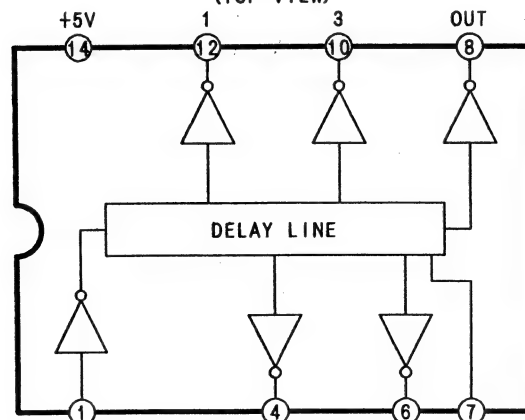 (TOP VIEW)
+5V 1 3 OUT
14 12 10 8
DELAY LINE
1 4 6 7